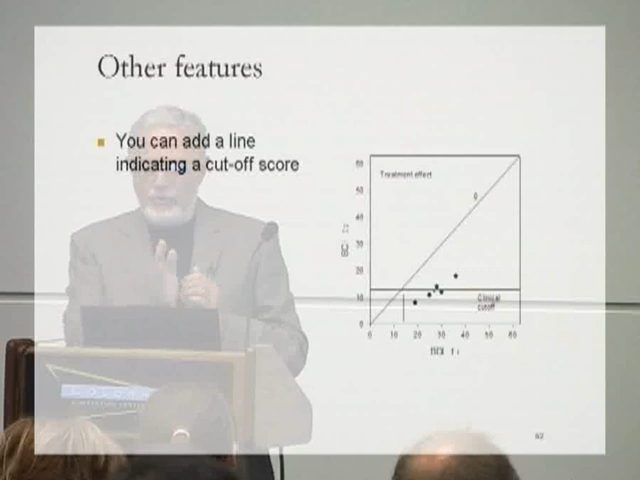 Other features
You can add a line
indicating a cut-off score
Treatment effect
60
50
40
30
20
10
0
0 10 20 30 40 50 60
Clinical
cutoff